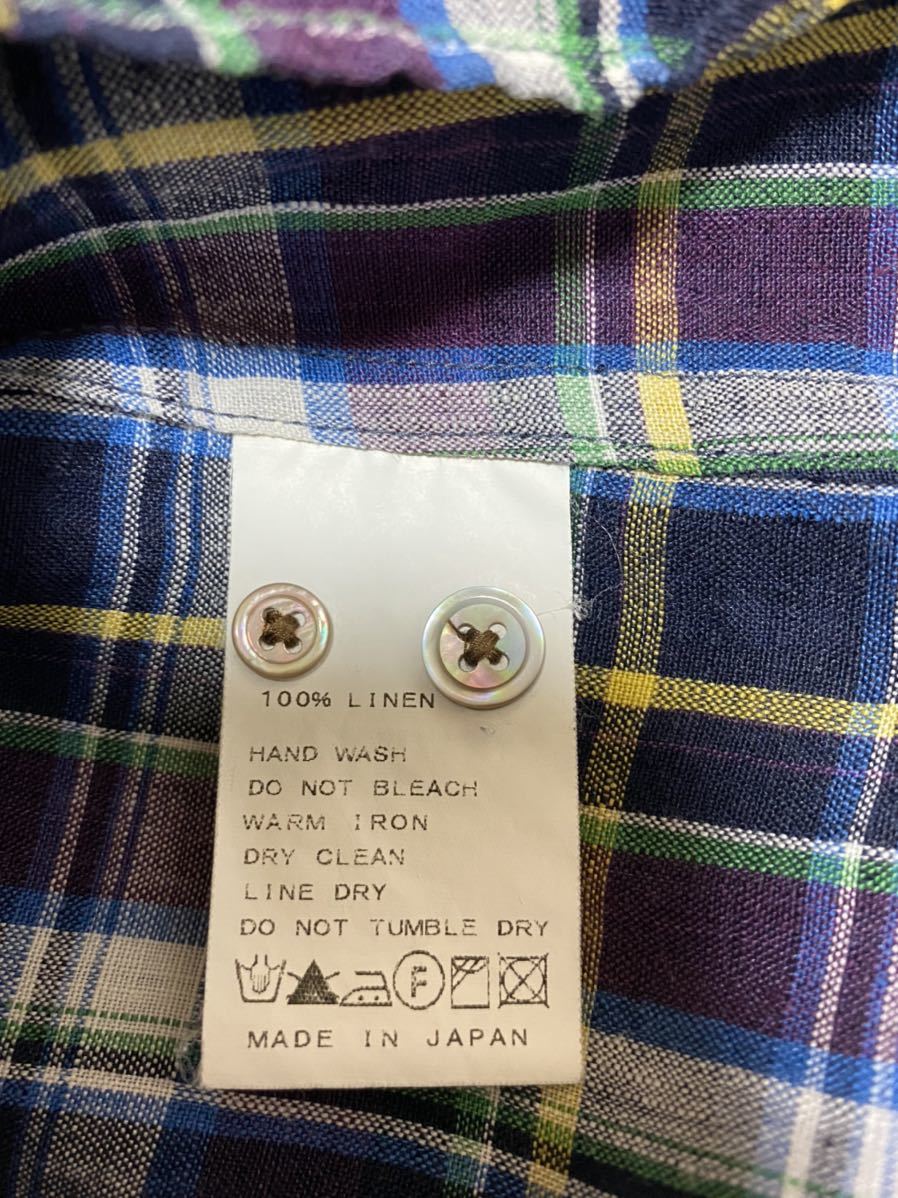 100% LINEN
HAND WASH
DO NOT BLEACH
WARM IRON
DRY CLEAN
LINE DRY
DO NOT TUMBLE DRY
F
MADE IN JAPAN